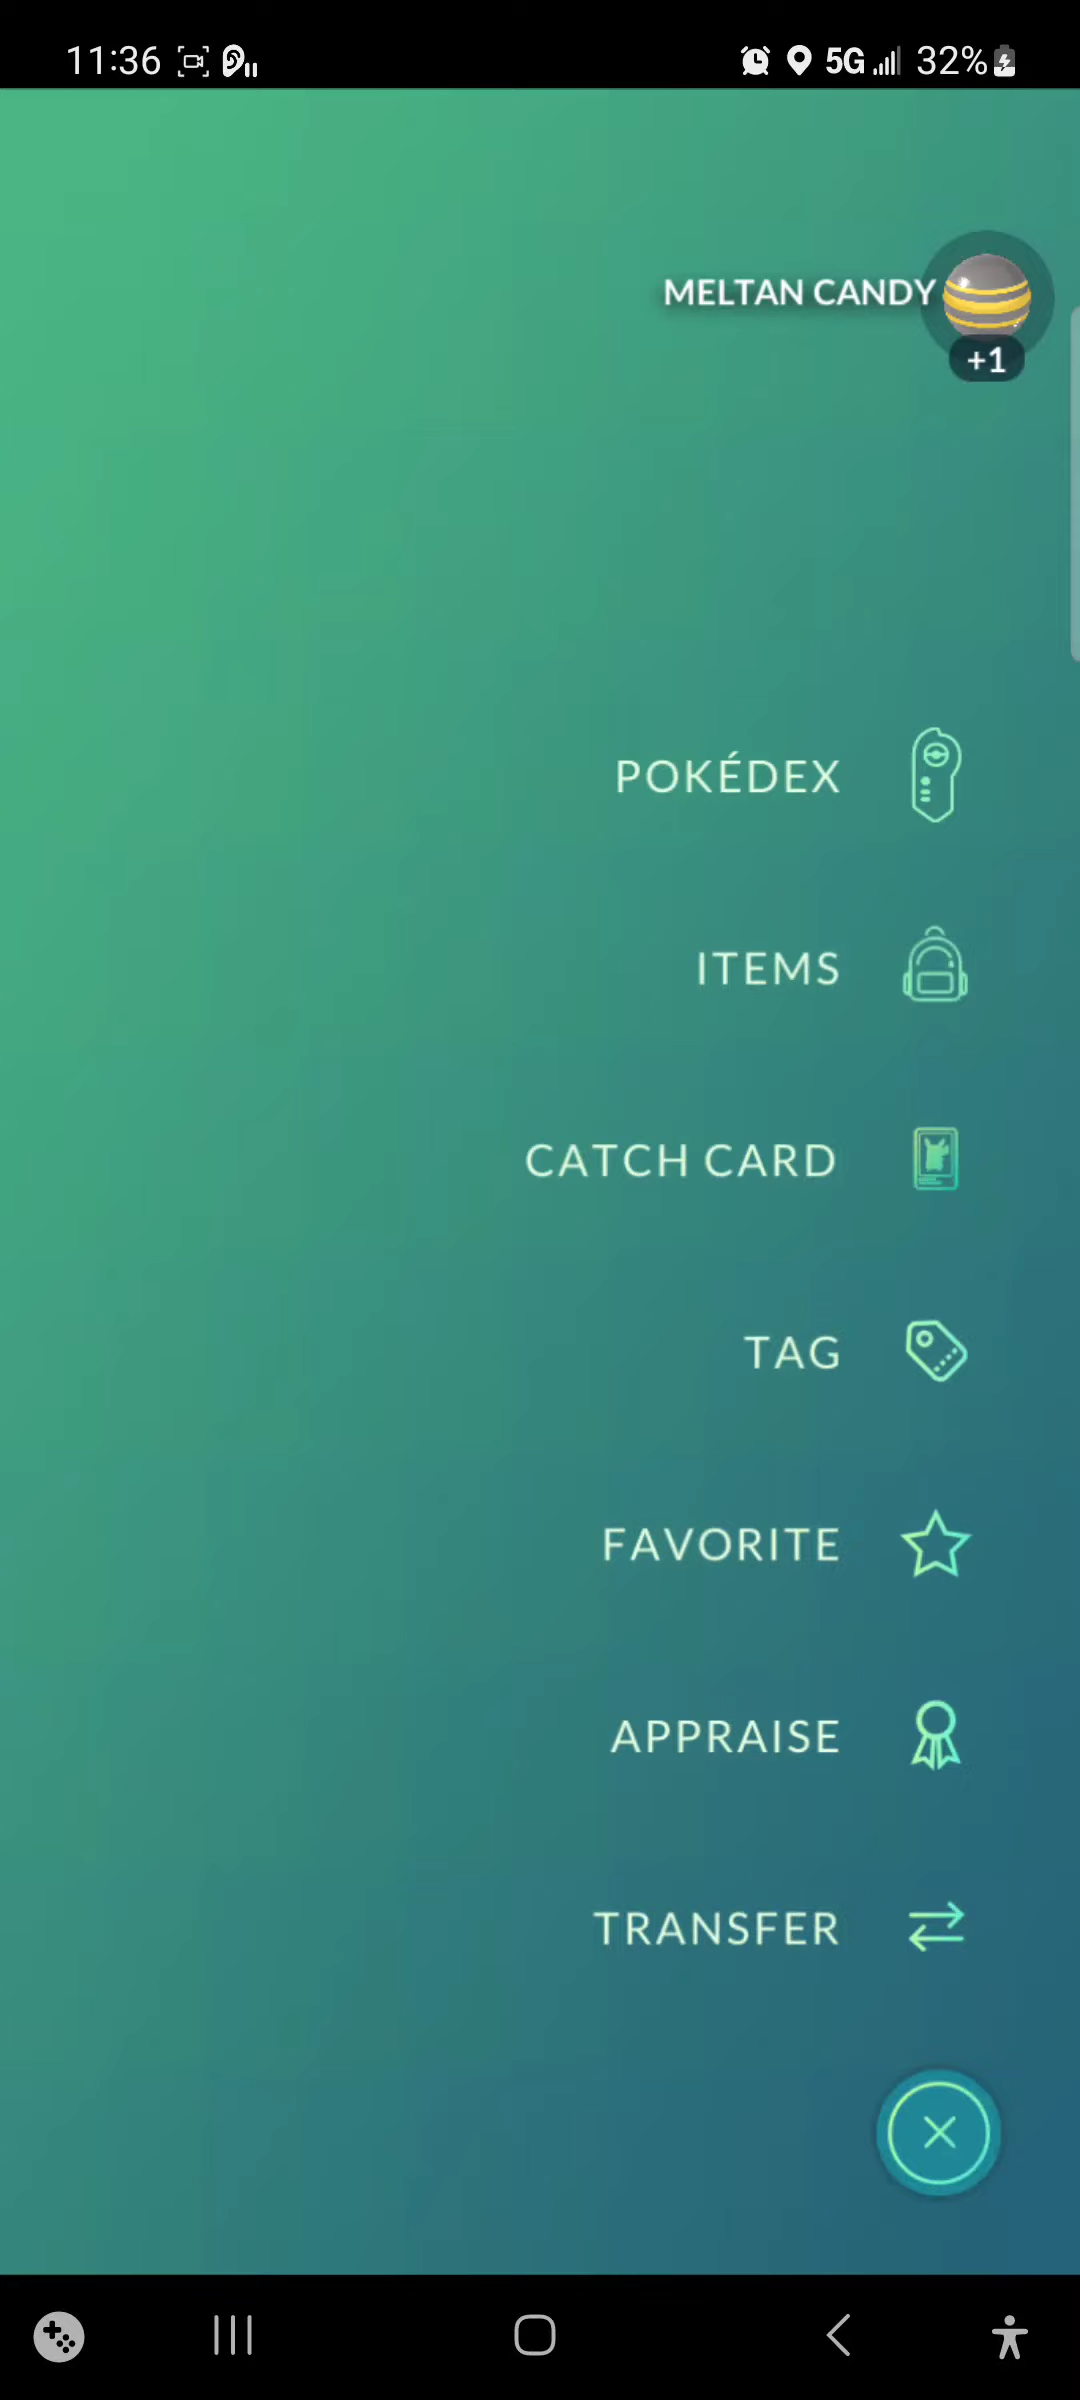 11:36
5G 32%
MELTAN CANDY
+1
POKÉDEX
ITEMS
CATCH CARD
TAG
FAVORITE
APPRAISE
TRANSFER